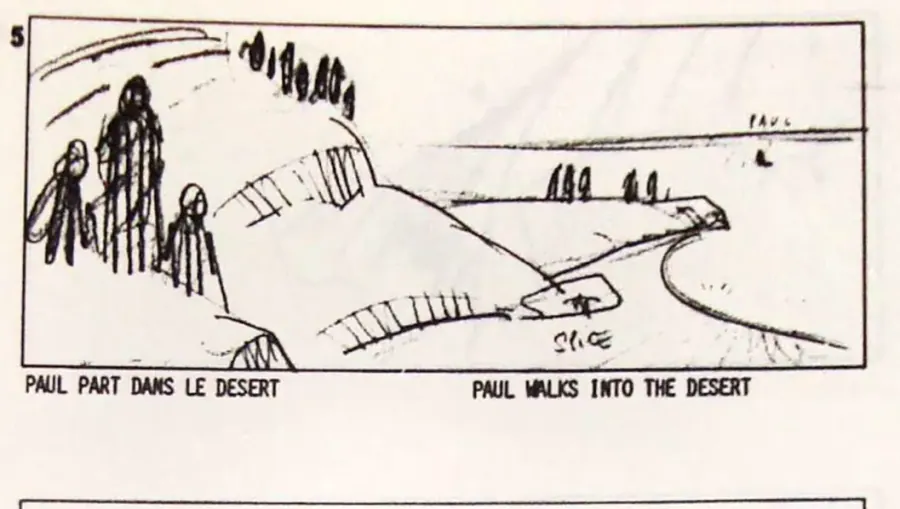 5
PAUL
SPICE
PAUL PART DANS LE DESERT
PAUL WALKS INTO THE DESERT